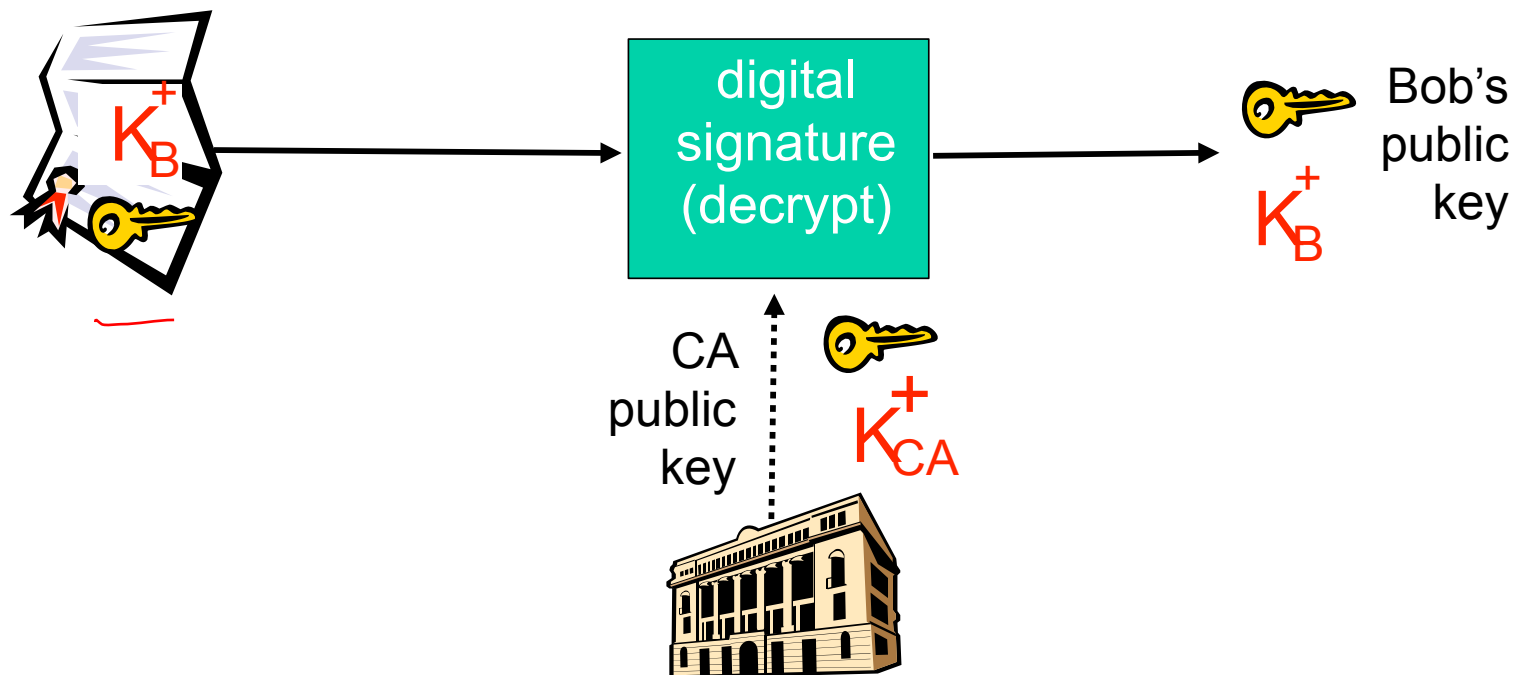 K+B
digital
signature
(decrypt)
Bob’s
public
key
K+B
CA
public
key
K+CA